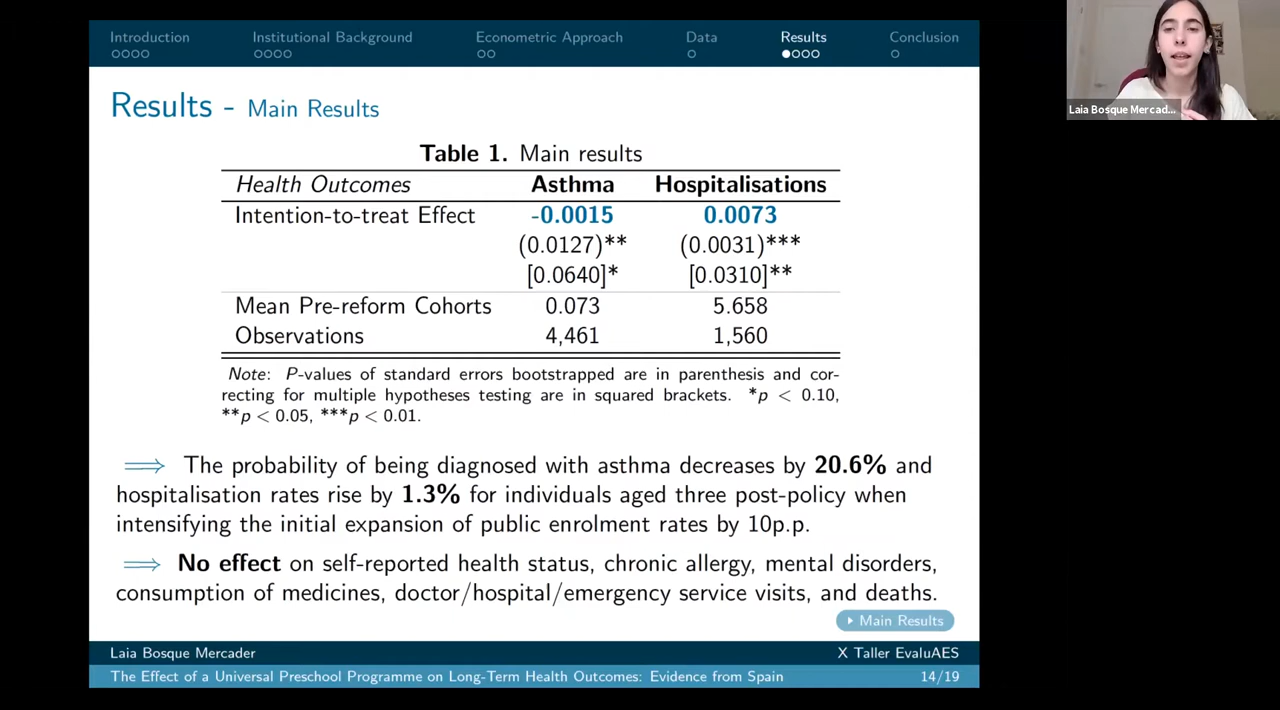 Introduction Institutional Background Econometric Approach Data Results Conclusion
Results - Main Results
Table 1. Main results
Health Outcomes Asthma Hospitalisations
Intention-to-treat Effect -0.0015 0.0073
(0.0127)** (0.0031)***
[0.0640]* [0.0310]**
Mean Pre-reform Cohorts 0.073 5.658
Observations 4,461 1,560
Note: P-values of standard errors bootstrapped are in parenthesis and cor-
recting for multiple hypotheses testing are in squared brackets. *p < 0.10,
**p < 0.05, ***p < 0.01.
⟹ The probability of being diagnosed with asthma decreases by 20.6% and
hospitalisation rates rise by 1.3% for individuals aged three post-policy when
intensifying the initial expansion of public enrolment rates by 10p.p.
⟹ No effect on self-reported health status, chronic allergy, mental disorders,
consumption of medicines, doctor/hospital/emergency service visits, and deaths.
Main Results
Laia Bosque Mercader X Taller EvaluAES
The Effect of a Universal Preschool Programme on Long-Term Health Outcomes: Evidence from Spain 14/19
Laia Bosque Mercad...